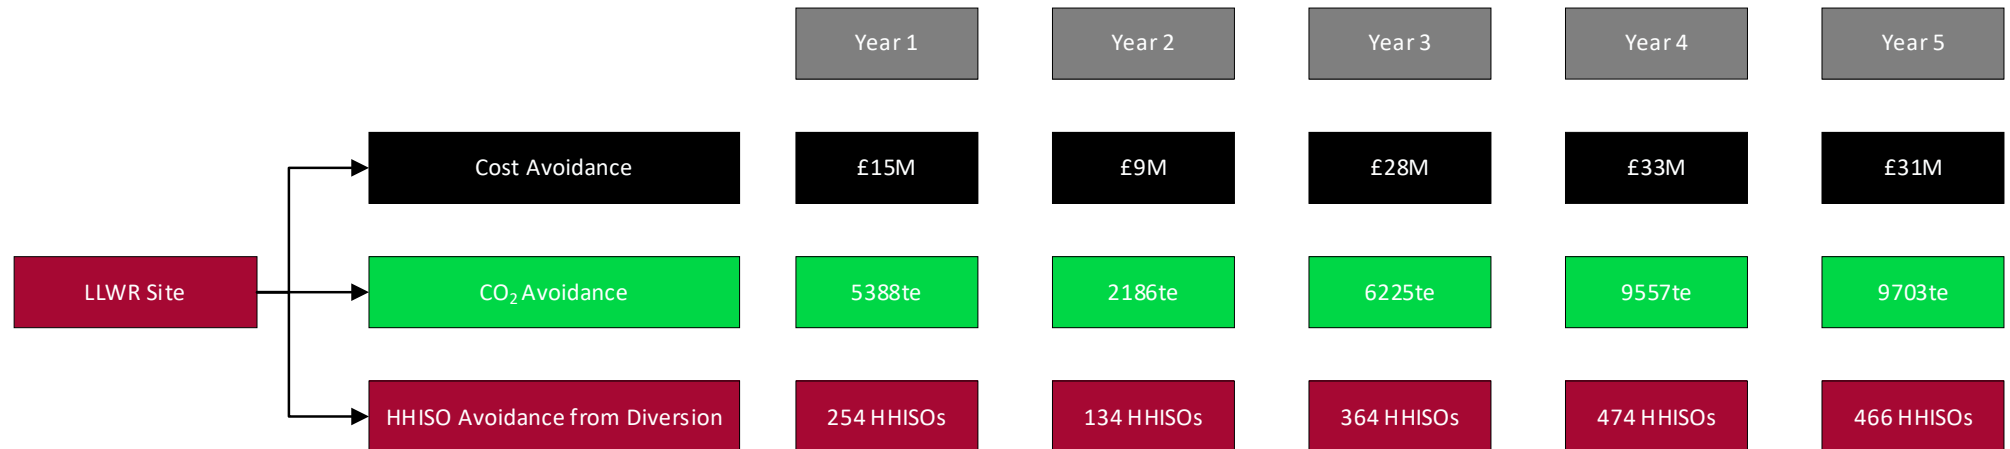 Year 1 Year 2 Year 3 Year 4 Year 5
Cost Avoidance £15M £9M £28M £33M £31M
LLWR Site CO₂ Avoidance 5388te 2186te 6225te 9557te 9703te
HHISO Avoidance from Diversion 254 HHISOs 134 HHISOs 364 HHISOs 474 HHISOs 466 HHISOs